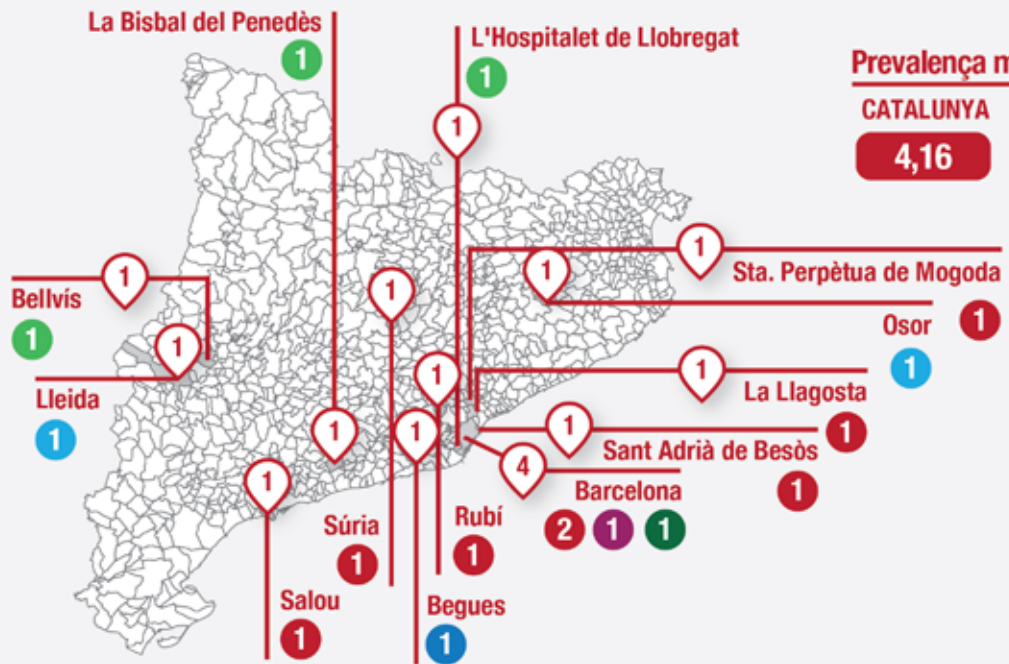 La Bisbal del Penedès
1
L'Hospitalet de Llobregat
1
1
Prevalença m
CATALUNYA
4,16
1
Sta. Perpètua de Mogoda
1
1
Osor
1
1
Bellvís
1
1
Lleida
1
1
Súria
1
1
Rubí
1
1
La Llagosta
1
1
Sant Adrià de Besòs
1
4
Barcelona
2 1 1
1
1
Begues
1
1
Salou
1